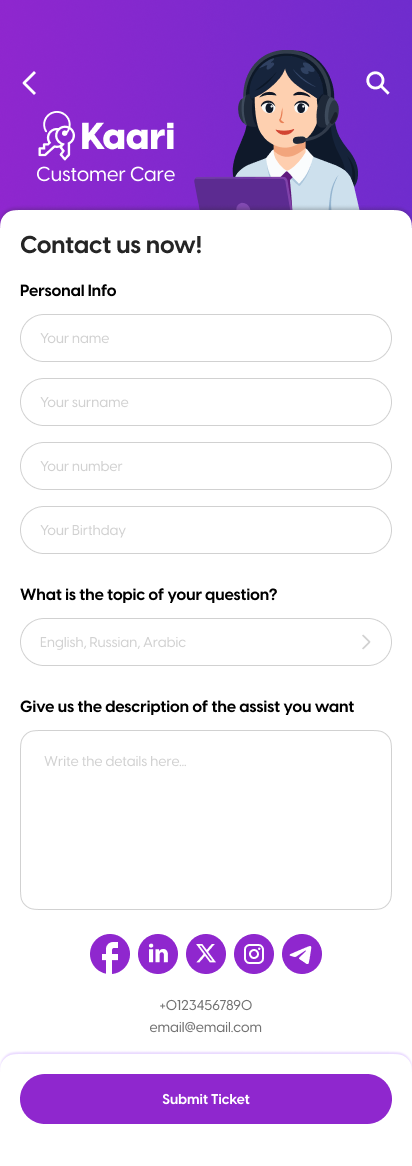 Kaari
Customer Care
Contact us now!
Personal Info
Your name
Your surname
Your number
Your Birthday
What is the topic of your question?
English, Russian, Arabic
Give us the description of the assist you want
Write the details here...
+01234567890
email@email.com
Submit Ticket